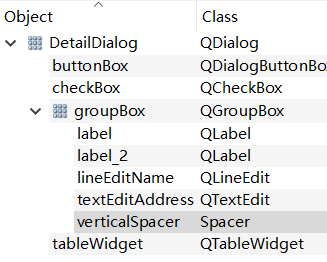 Object Class
DetailDialog QDialog
buttonBox QDialogButtonBo
checkBox QCheckBox
groupBox QGroupBox
label QLabel
label_2 QLabel
lineEditName QLineEdit
textEditAddress QTextEdit
verticalSpacer Spacer
tableWidget QTableWidget